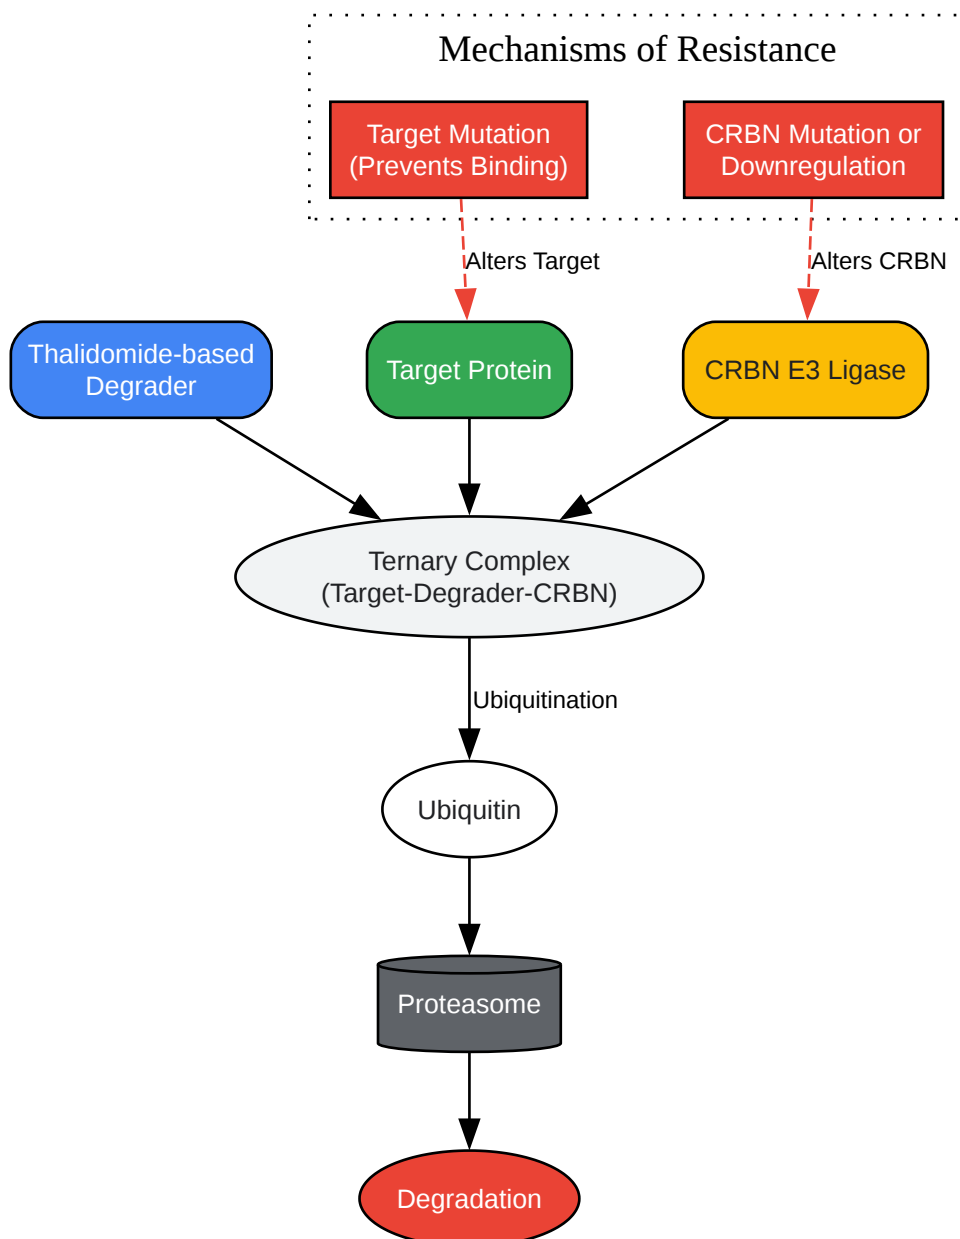 Mechanisms of Resistance
Target Mutation
(Prevents Binding)
CRBN Mutation or
Downregulation
Alters Target
Alters CRBN
Thalidomide-based
Degrader
Target Protein
CRBN E3 Ligase
Ternary Complex
(Target-Degrader-CRBN)
Ubiquitination
Ubiquitin
Proteasome
Degradation